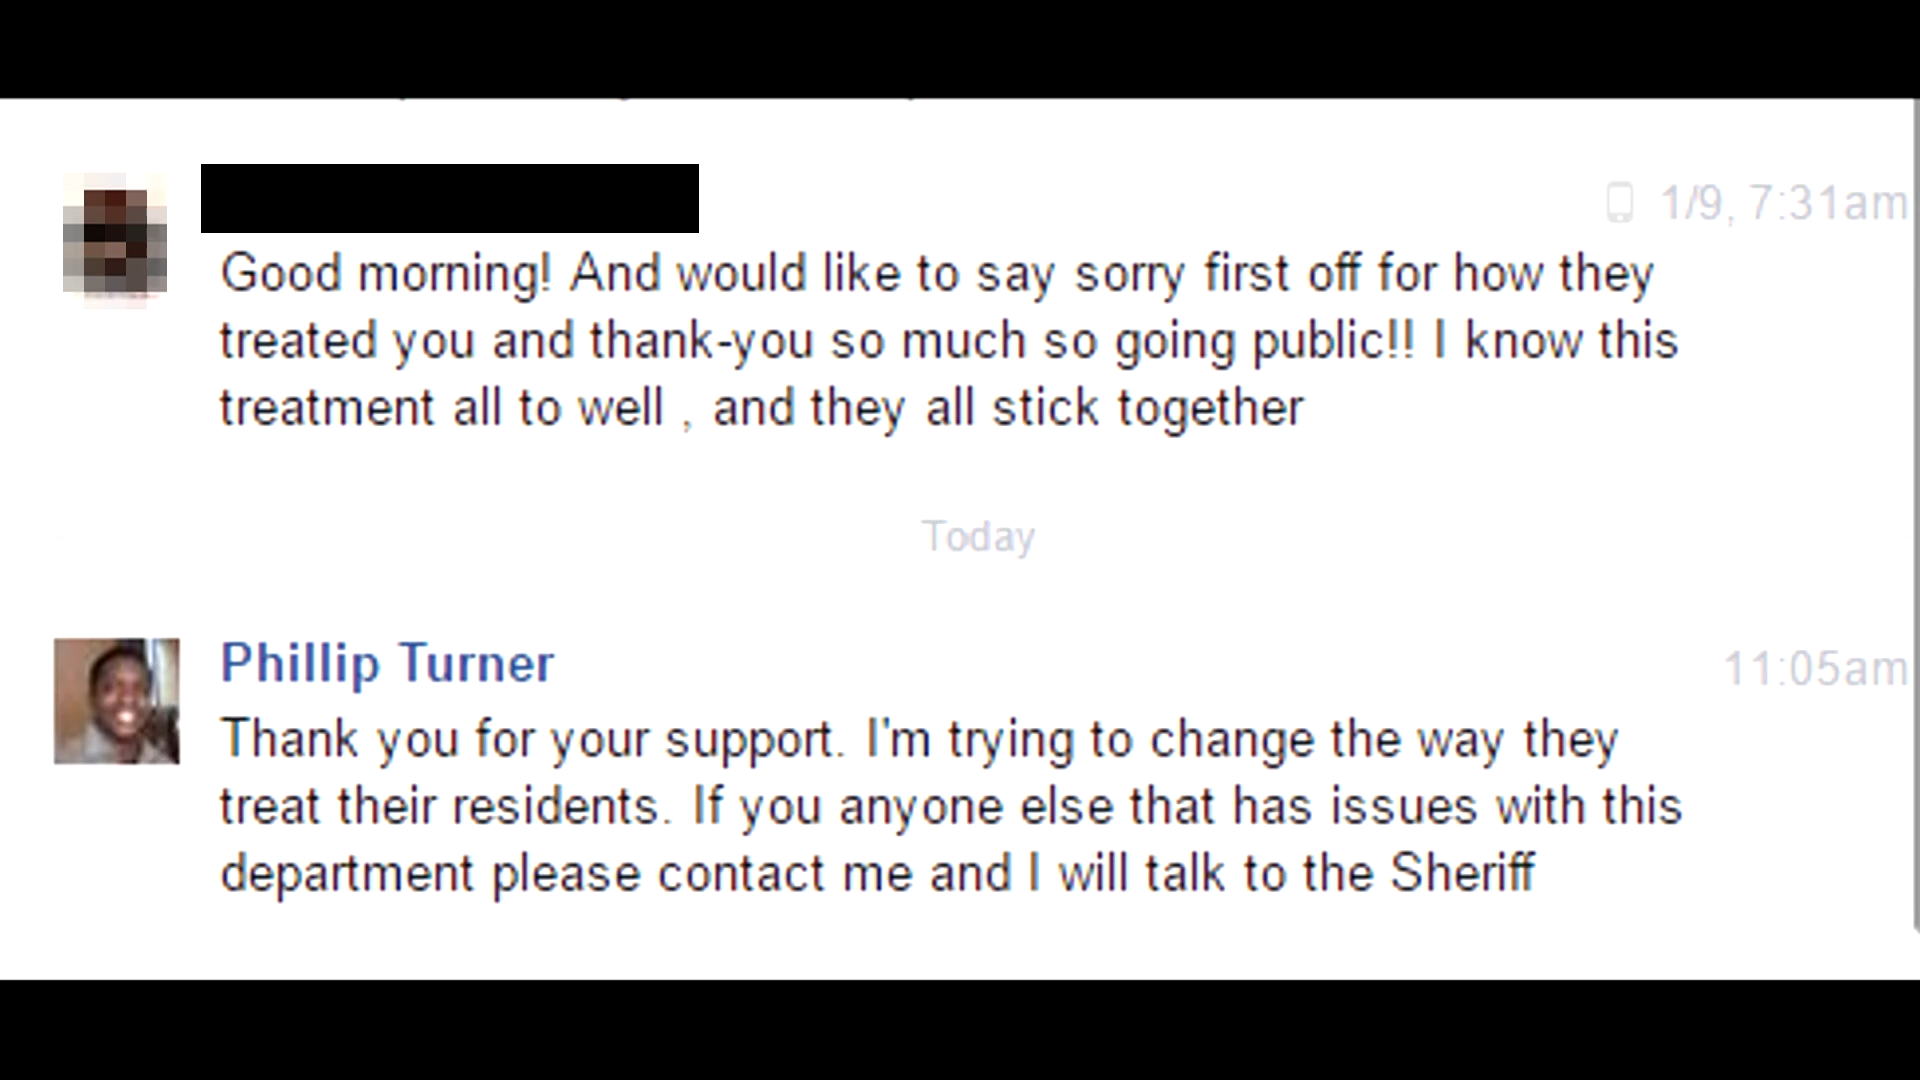 1/9, 7:31am
Good morning! And would like to say sorry first off for how they
treated you and thank-you so much so going public!! I know this
treatment all to well , and they all stick together
Today
Phillip Turner
11:05am
Thank you for your support. I'm trying to change the way they
treat their residents. If you anyone else that has issues with this
department please contact me and I will talk to the Sheriff